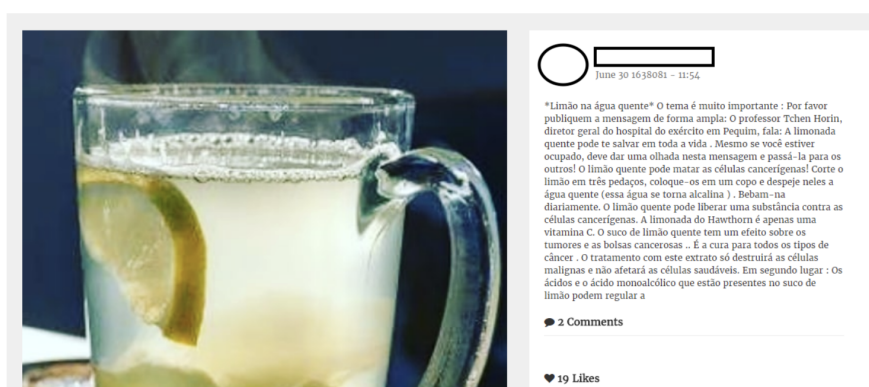 June 30 1638081 - 11:54
*Limão na água quente* O tema é muito importante : Por favor
publiquem a mensagem de forma ampla: O professor Tchen Horin,
diretor geral do hospital do exército em Pequim, fala: A limonada
quente pode te salvar em toda a vida . Mesmo se você estiver
ocupado, deve dar uma olhada nesta mensagem e passá-la para os
outros! O limão quente pode matar as células cancerígenas! Corte o
limão em três pedaços, coloque-os em um copo e despeje neles a
água quente (essa água se torna alcalina ) . Bebam-na
diariamente. O limão quente pode liberar uma substância contra as
células cancerígenas. A limonada do Hawthorn é apenas uma
vitamina C. O suco de limão quente tem um efeito sobre os
tumores e as bolsas cancerosas .. É a cura para todos os tipos de
câncer . O tratamento com este extrato só destruirá as células
malignas e não afetará as células saudáveis. Em segundo lugar : Os
ácidos e o ácido monoalcólico que estão presentes no suco de
limão podem regular a
2 Comments
19 Likes